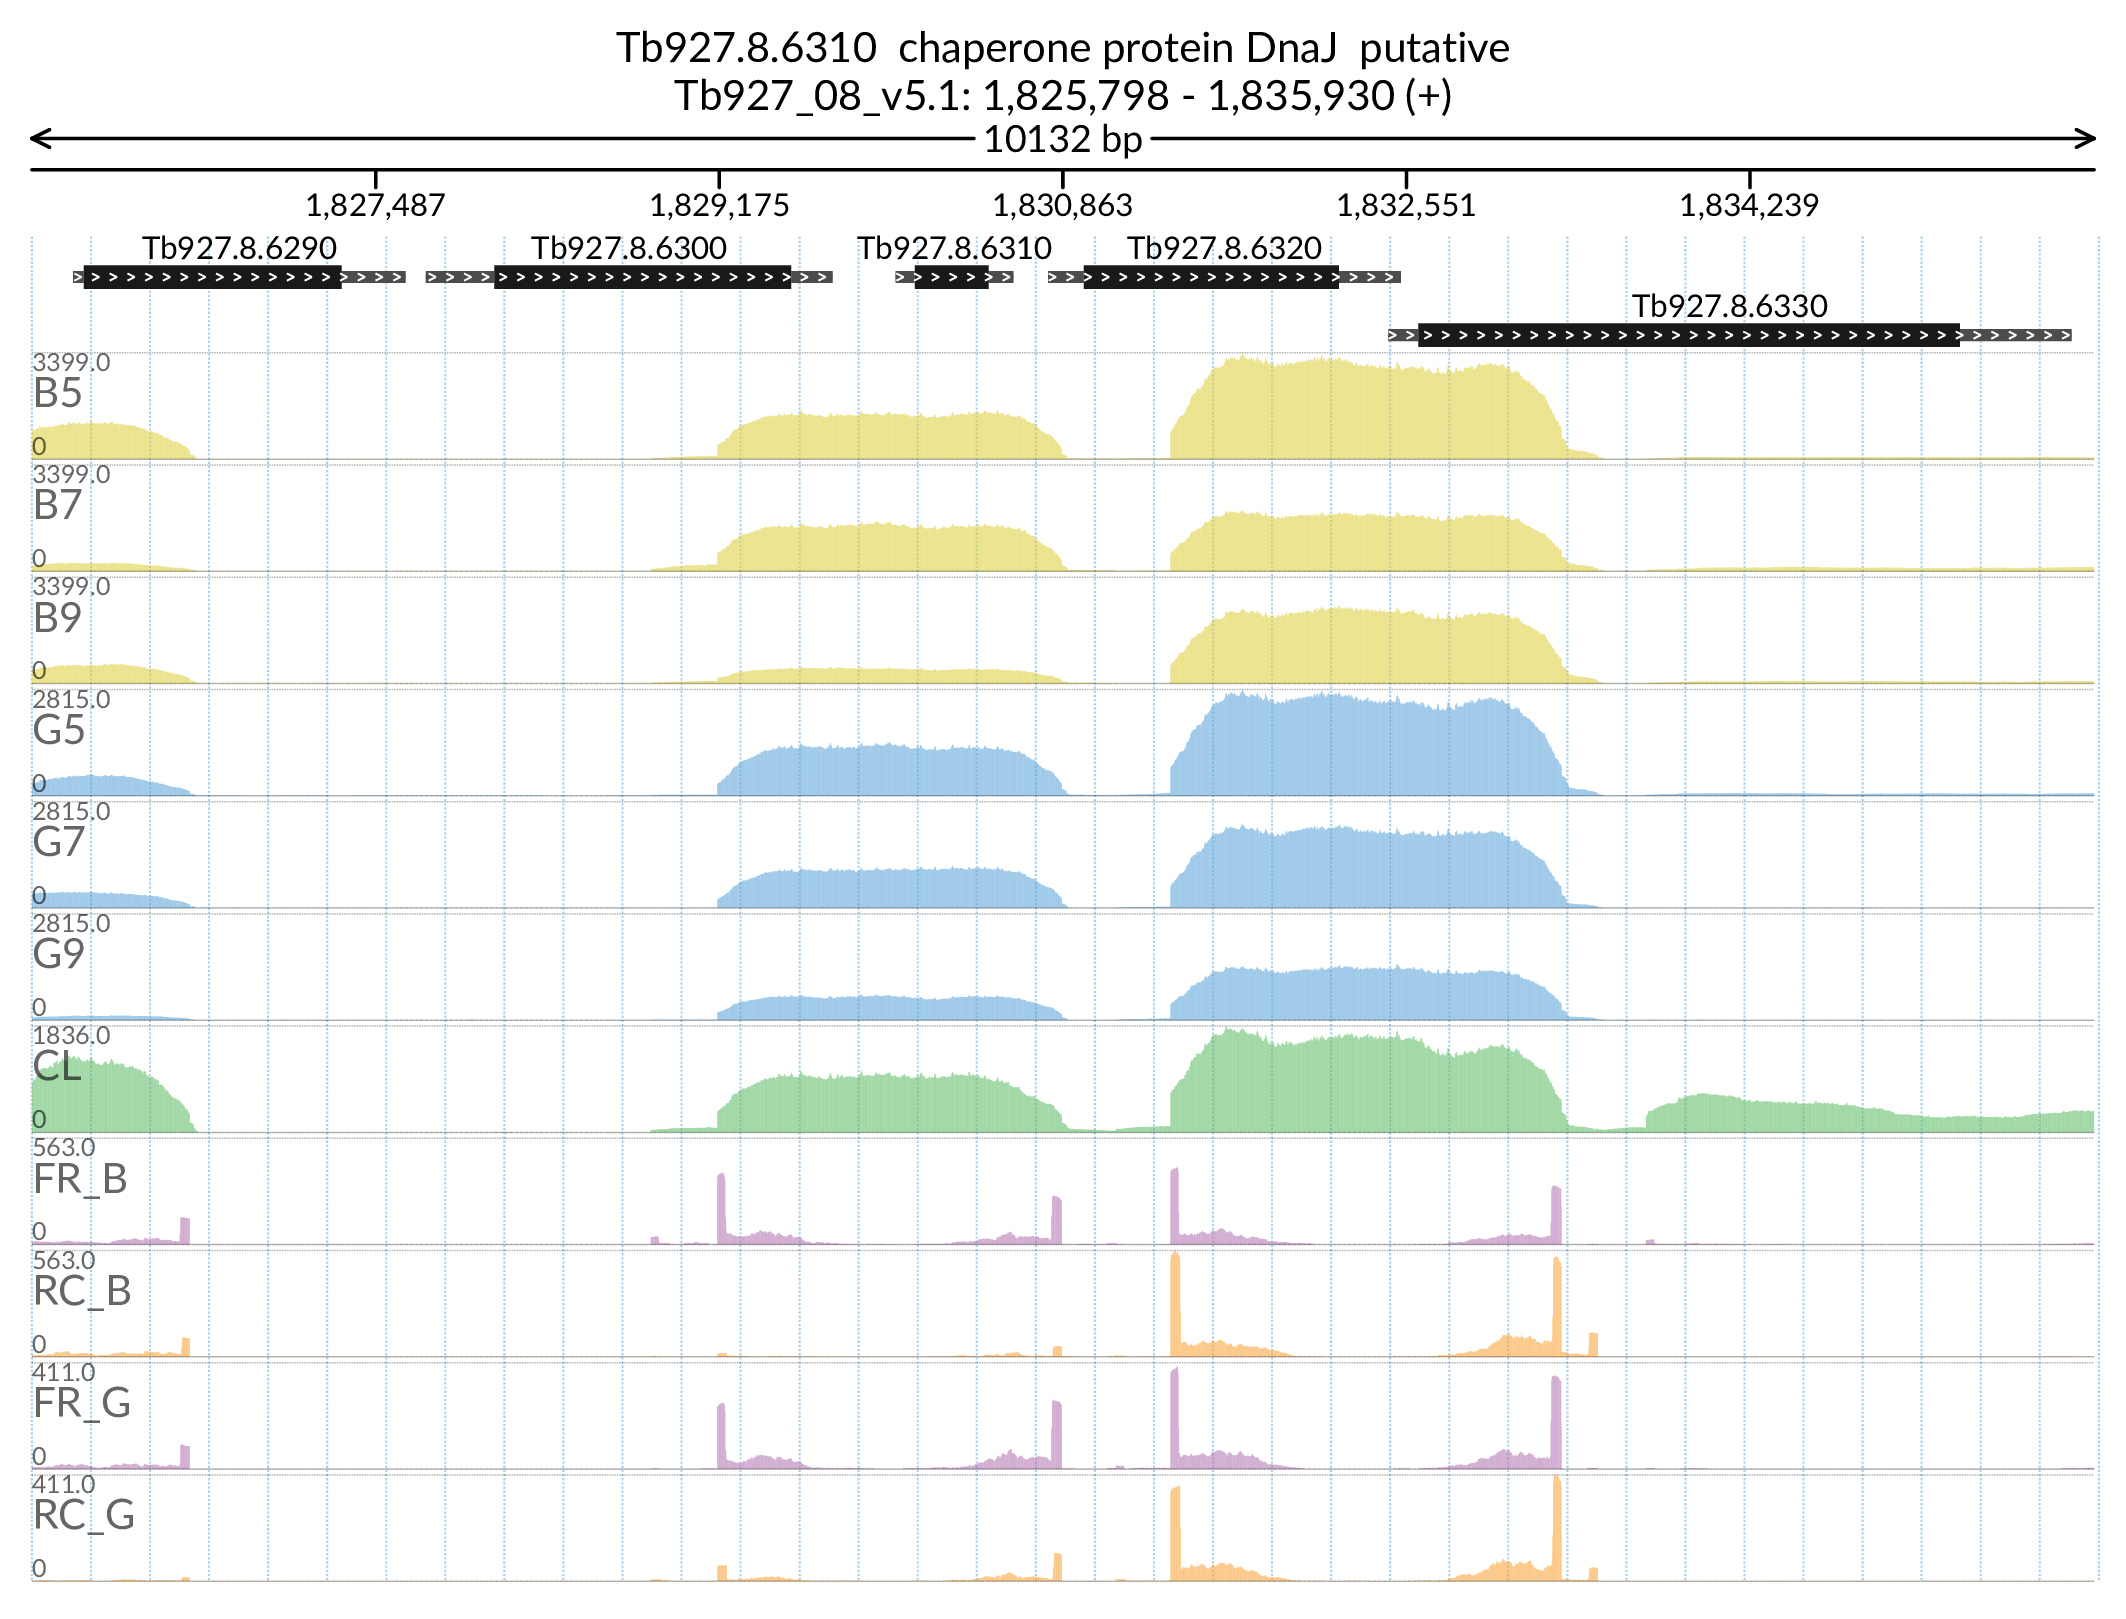 Tb927.8.6310 chaperone protein DnaJ putative
Tb927_08_v5.1: 1,825,798 - 1,835,930 (+)
10132 bp
1,827,487 1,829,175 1,830,863 1,832,551 1,834,239
Tb927.8.6290 Tb927.8.6300 Tb927.8.6310 Tb927.8.6320
Tb927.8.6330
3399.0
B5
0
3399.0
B7
0
3399.0
B9
0
2815.0
G5
0
2815.0
G7
0
2815.0
G9
0
1836.0
CL
0
563.0
FR_B
0
563.0
RC_B
0
411.0
FR_G
0
411.0
RC_G
0